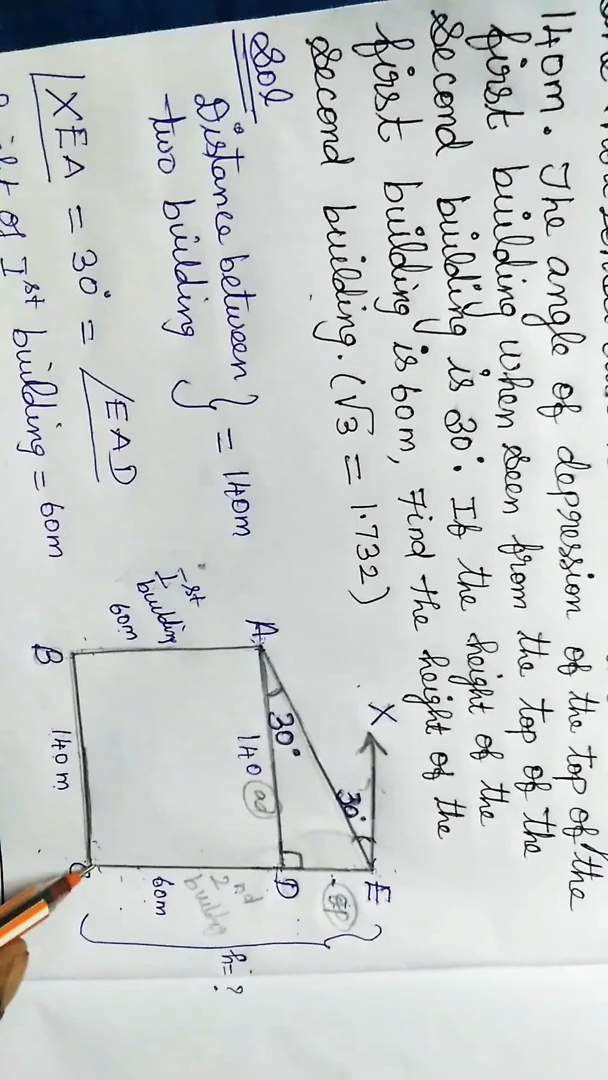 140m. The angle of depression of the top of the
first building when seen from the top of the
second building is 30°. If the height of the
first building is 60m, Find the height of the
second building. (√3 = 1.732)
Sol
Distance between } = 140m
two building
∠XEA = 30° = ∠EAD
of Ist building = 60m
X
E
30°
A
30°
140 ad
D
Ist
building
60m
2nd
60m
h = ?
B
140m